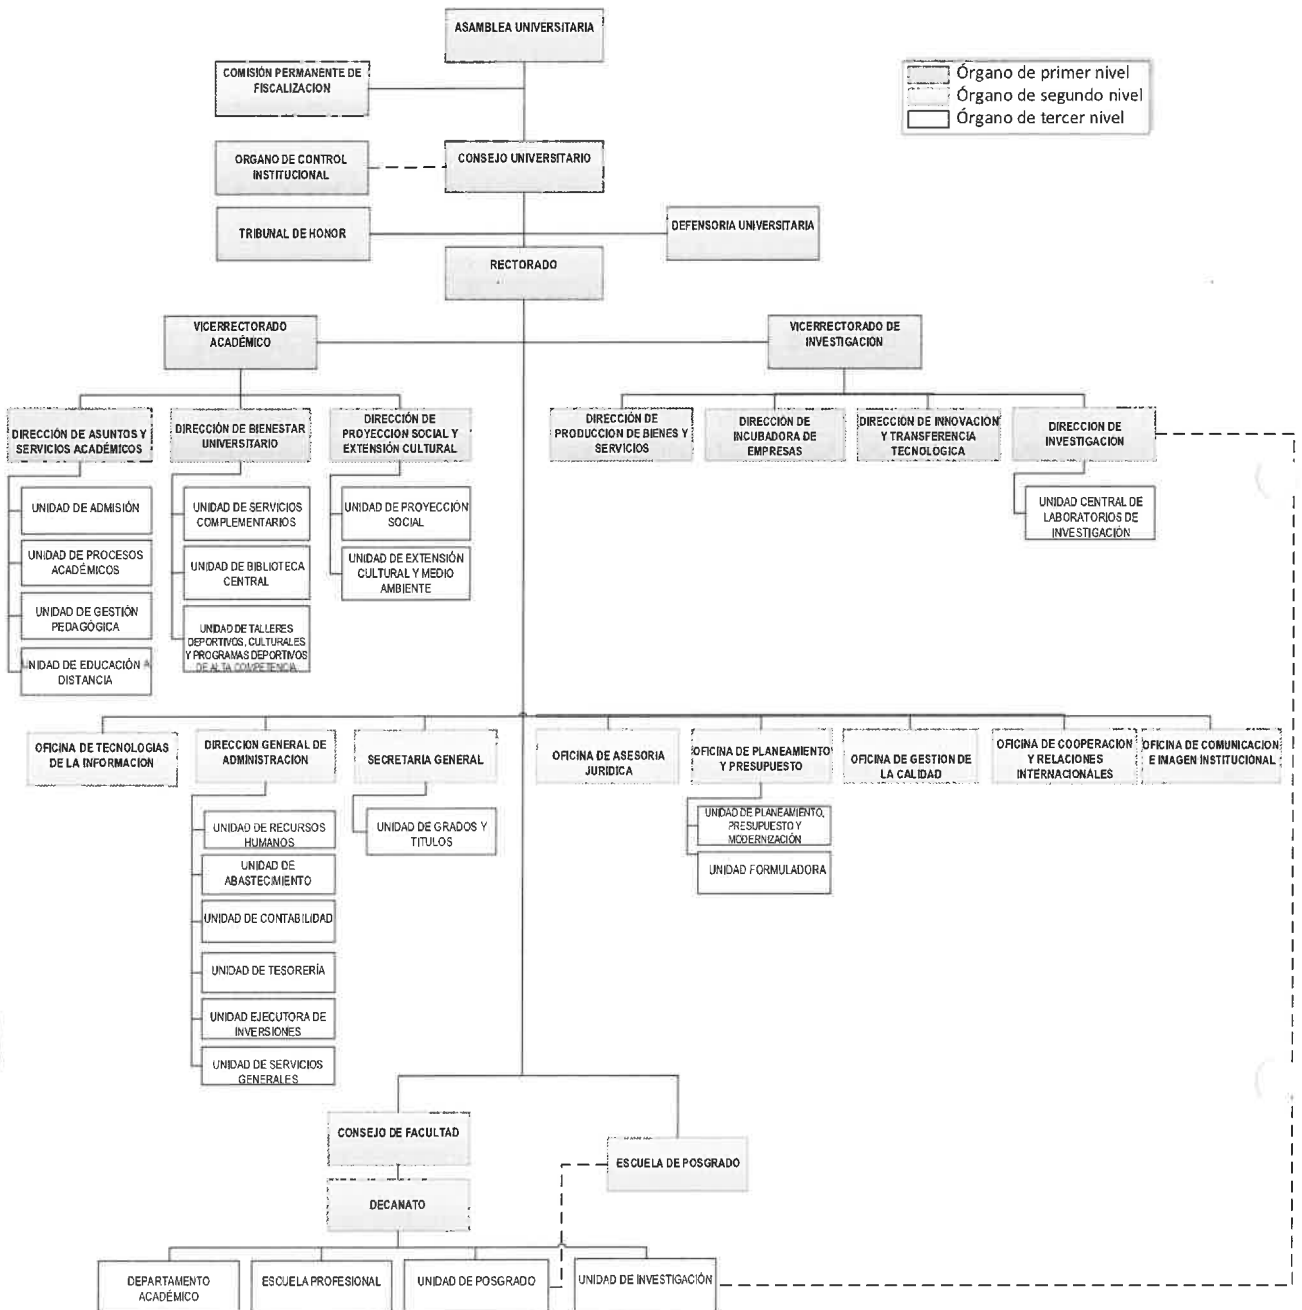 ASAMBLEA UNIVERSITARIA
COMISIÓN PERMANENTE DE
FISCALIZACION
Órgano de primer nivel
Órgano de segundo nivel
Órgano de tercer nivel
ORGANO DE CONTROL
INSTITUCIONAL
CONSEJO UNIVERSITARIO
TRIBUNAL DE HONOR
DEFENSORIA UNIVERSITARIA
RECTORADO
VICERRECTORADO
ACADÉMICO
VICERRECTORADO DE
INVESTIGACIÓN
DIRECCIÓN DE ASUNTOS Y
SERVICIOS ACADÉMICOS
DIRECCIÓN DE BIENESTAR
UNIVERSITARIO
DIRECCIÓN DE
PROYECCION SOCIAL Y
EXTENSIÓN CULTURAL
DIRECCIÓN DE
PRODUCCION DE BIENES Y
SERVICIOS
DIRECCIÓN DE
INCUBADORA DE
EMPRESAS
DIRECCIÓN DE INNOVACION
Y TRANSFERENCIA
TECNOLOGICA
DIRECCION DE
INVESTIGACION
UNIDAD DE ADMISIÓN
UNIDAD DE PROCESOS
ACADÉMICOS
UNIDAD DE GESTIÓN
PEDAGÓGICA
UNIDAD DE EDUCACIÓN A
DISTANCIA
UNIDAD DE SERVICIOS
COMPLEMENTARIOS
UNIDAD DE BIBLIOTECA
CENTRAL
UNIDAD DE TALLERES
DEPORTIVOS, CULTURALES
Y PROGRAMAS DEPORTIVOS
DE ALTA COMPETENCIA
UNIDAD DE PROYECCIÓN
SOCIAL
UNIDAD DE EXTENSIÓN
CULTURAL Y MEDIO
AMBIENTE
UNIDAD CENTRAL DE
LABORATORIOS DE
INVESTIGACIÓN
OFICINA DE TECNOLOGIAS
DE LA INFORMACION
DIRECCION GENERAL DE
ADMINISTRACION
SECRETARIA GENERAL
OFICINA DE ASESORIA
JURIDICA
OFICINA DE PLANEAMIENTO
Y PRESUPUESTO
OFICINA DE GESTION DE
LA CALIDAD
OFICINA DE COOPERACION
Y RELACIONES
INTERNACIONALES
OFICINA DE COMUNICACION
E IMAGEN INSTITUCIONAL
UNIDAD DE RECURSOS
HUMANOS
UNIDAD DE
ABASTECIMIENTO
UNIDAD DE CONTABILIDAD
UNIDAD DE TESORERÍA
UNIDAD EJECUTORA DE
INVERSIONES
UNIDAD DE SERVICIOS
GENERALES
UNIDAD DE GRADOS Y
TITULOS
UNIDAD DE PLANEAMIENTO,
PRESUPUESTO Y
MODERNIZACIÓN
UNIDAD FORMULADORA
CONSEJO DE FACULTAD
ESCUELA DE POSGRADO
DECANATO
DEPARTAMENTO
ACADÉMICO
ESCUELA PROFESIONAL
UNIDAD DE POSGRADO
UNIDAD DE INVESTIGACIÓN